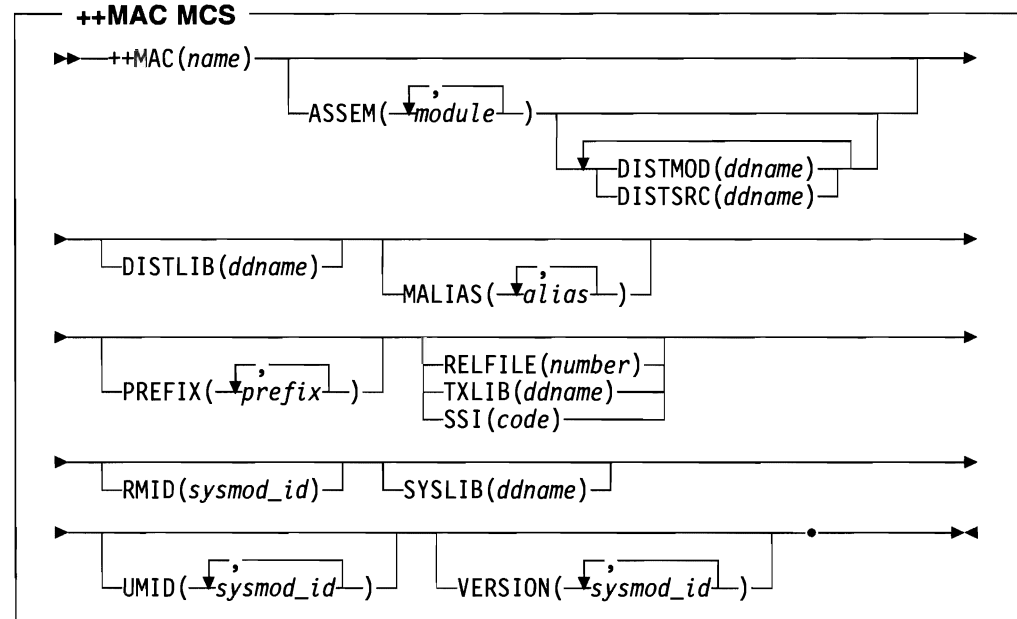 ++MAC MCS
++MAC(name)
,
ASSEM( module )
DISTMOD(ddname)
DISTSRC(ddname)
DISTLIB(ddname)
,
MALIAS( alias )
,
PREFIX( prefix )
RELFILE(number)
TXLIB(ddname)
SSI(code)
RMID(sysmod_id)
SYSLIB(ddname)
,
UMID( sysmod_id )
,
VERSION( sysmod_id )
.